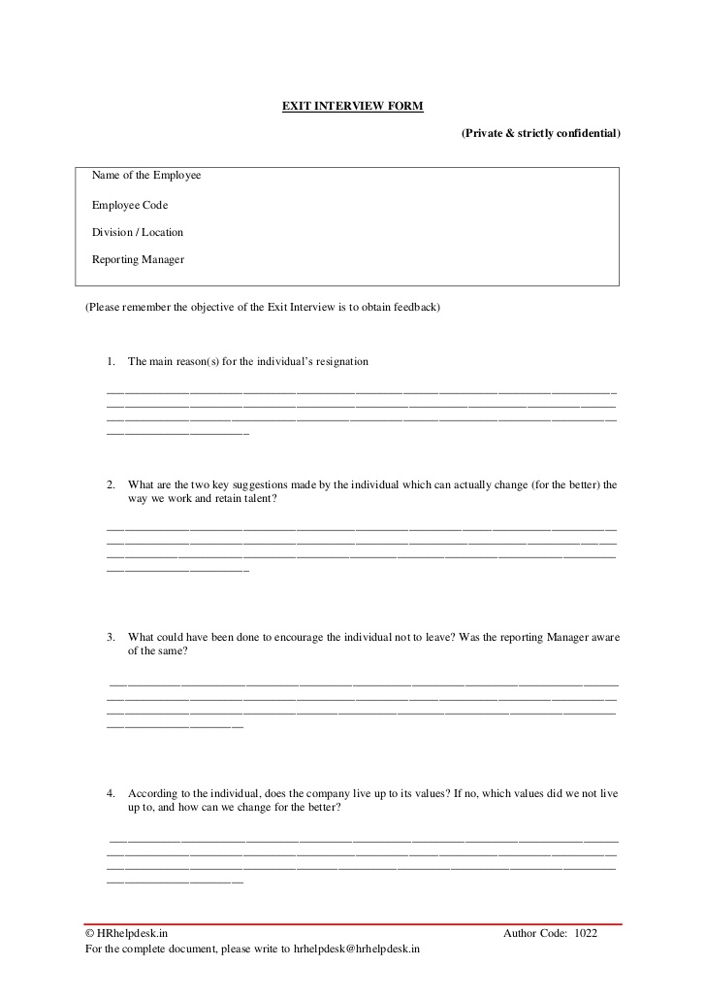 EXIT INTERVIEW FORM
(Private & strictly confidential)
Name of the Employee
Employee Code
Division / Location
Reporting Manager
(Please remember the objective of the Exit Interview is to obtain feedback)
1. The main reason(s) for the individual’s resignation
2. What are the two key suggestions made by the individual which can actually change (for the better) the
way we work and retain talent?
3. What could have been done to encourage the individual not to leave? Was the reporting Manager aware
of the same?
4. According to the individual, does the company live up to its values? If no, which values did we not live
up to, and how can we change for the better?
© HRhelpdesk.in Author Code: 1022
For the complete document, please write to hrhelpdesk@hrhelpdesk.in